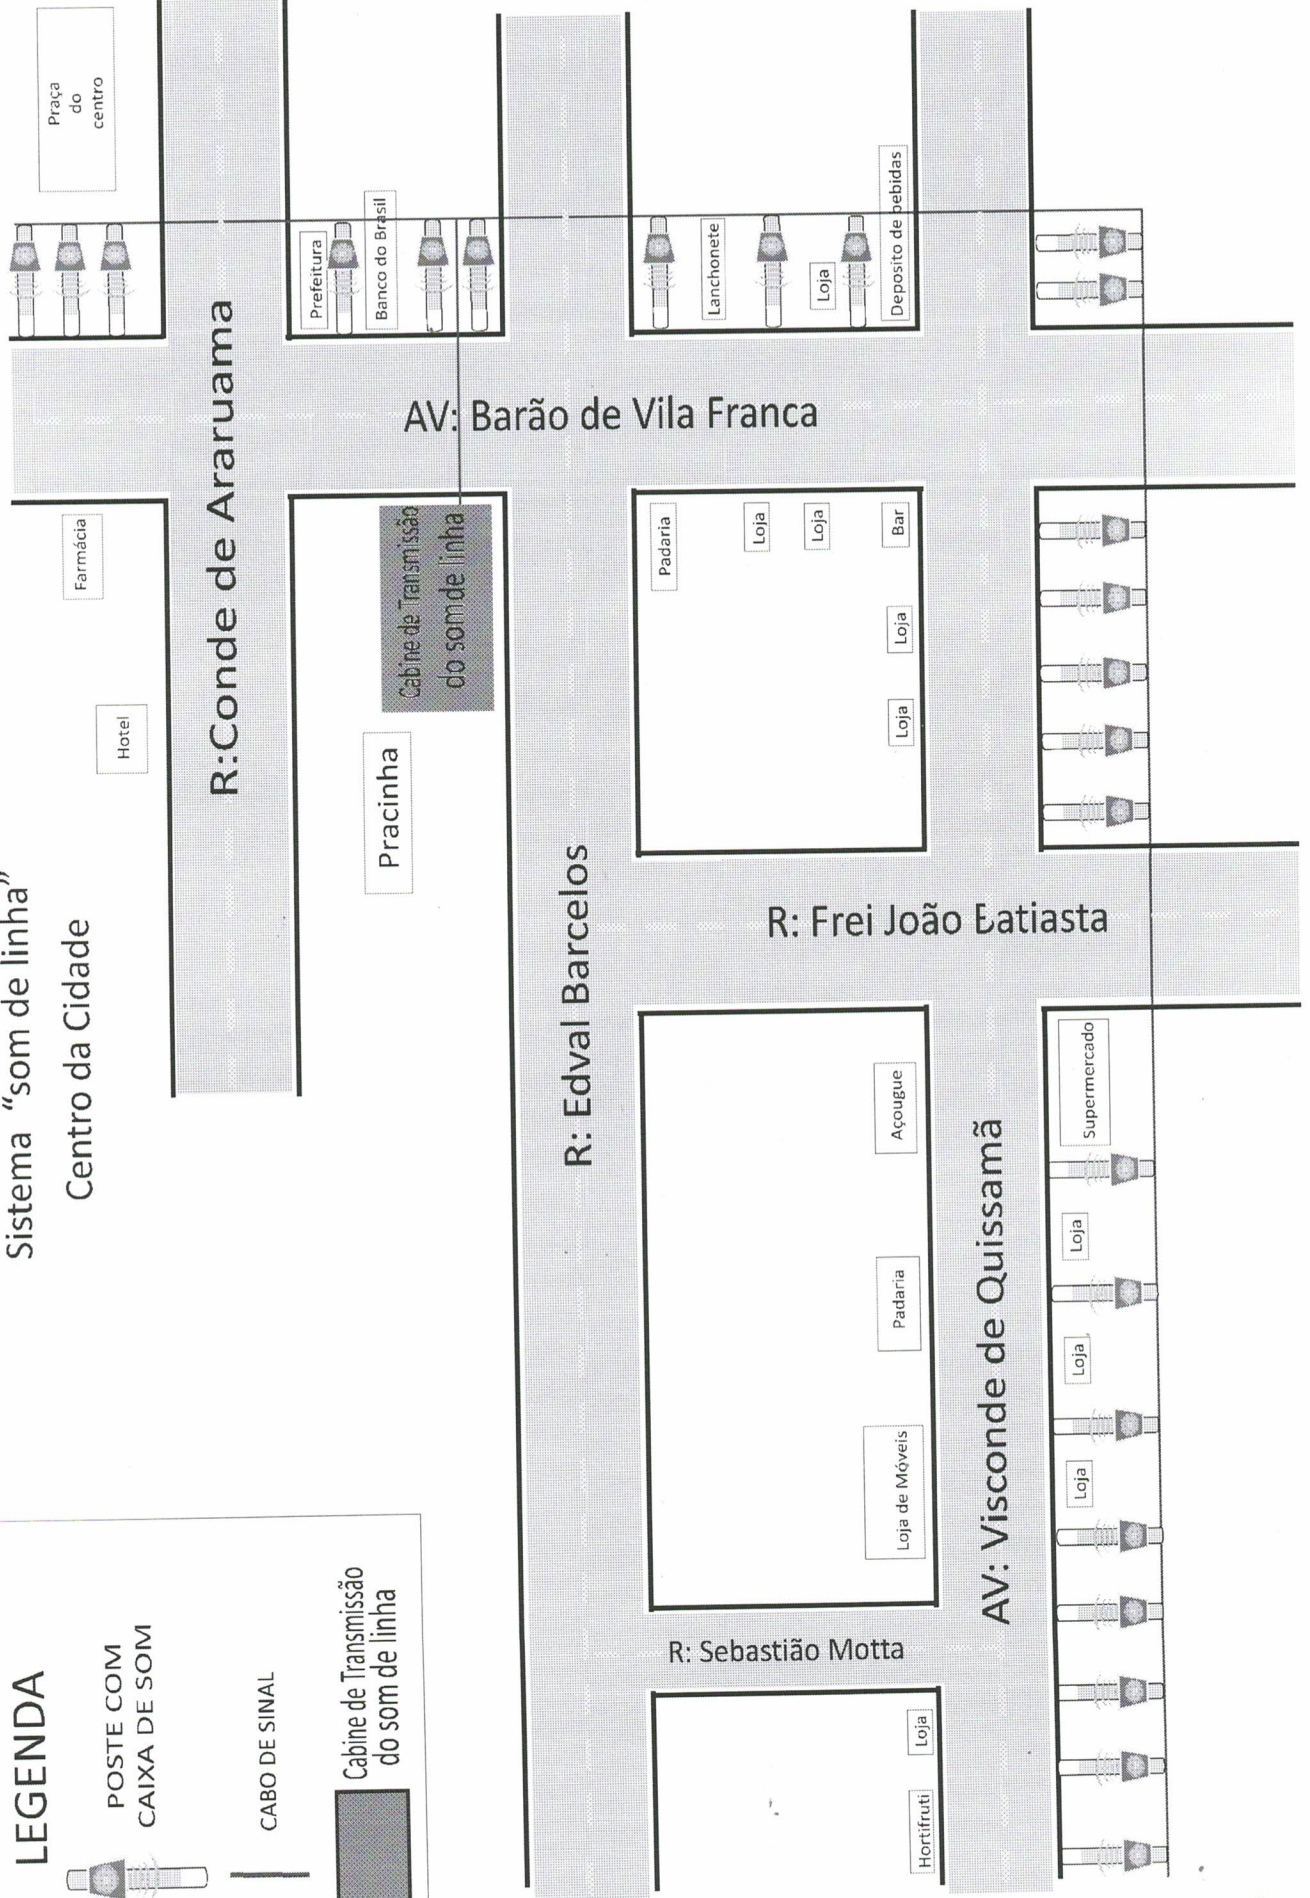 Sistema "som de linha"
Centro da Cidade
LEGENDA
POSTE COM
CAIXA DE SOM
CABO DE SINAL
Cabine de Transmissão
do som de linha
Hotel
Farmácia
Praça
do
centro
R:Conde de Araruama
Pracinha
Cabine de Transmissão
do som de linha
Prefeitura
Banco do Brasil
AV: Barão de Vila Franca
R: Edval Barcelos
Padaria
Loja
Loja
Bar
Loja
Loja
Lanchonete
Loja
Deposito de bebidas
R: Frei João Batiasta
Açougue
Padaria
Loja de Móveis
R: Sebastião Motta
Loja
Hortifruti
AV: Visconde de Quissamã
Loja
Loja
Loja
Supermercado